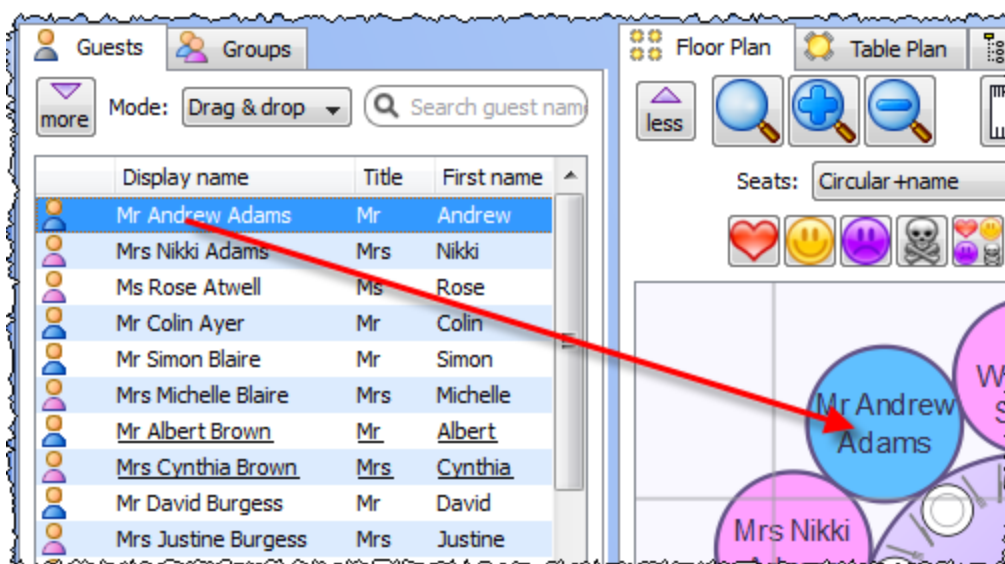 Guests Groups
more Mode: Drag & drop Search guest nam
Display name Title First name
Mr Andrew Adams Mr Andrew
Mrs Nikki Adams Mrs Nikki
Ms Rose Atwell Ms Rose
Mr Colin Ayer Mr Colin
Mr Simon Blaire Mr Simon
Mrs Michelle Blaire Mrs Michelle
Mr Albert Brown Mr Albert
Mrs Cynthia Brown Mrs Cynthia
Mr David Burgess Mr David
Mrs Justine Burgess Mrs Justine
Floor Plan Table Plan
less
Seats: Circular+name
Mr Andrew
Adams
Mrs Nikki